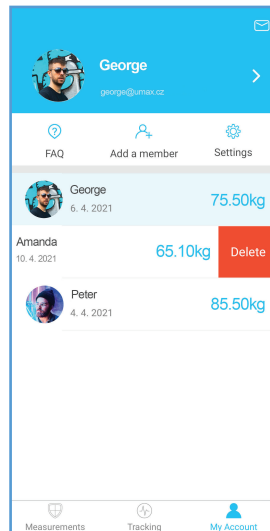 George
george@umax.cz
FAQ
Add a member
Settings
George
6. 4. 2021
75.50kg
Amanda
10. 4. 2021
65.10kg
Delete
Peter
4. 4. 2021
85.50kg
Measurements
Tracking
My Account